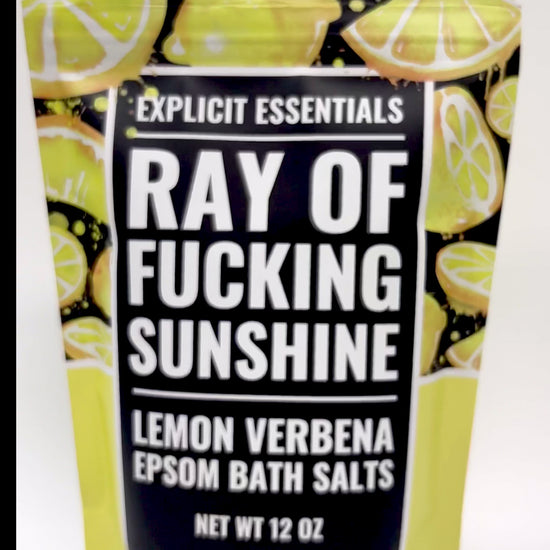 EXPLICIT ESSENTIALS
RAY OF
FUCKING
SUNSHINE
LEMON VERBENA
EPSOM BATH SALTS
NET WT 12 OZ